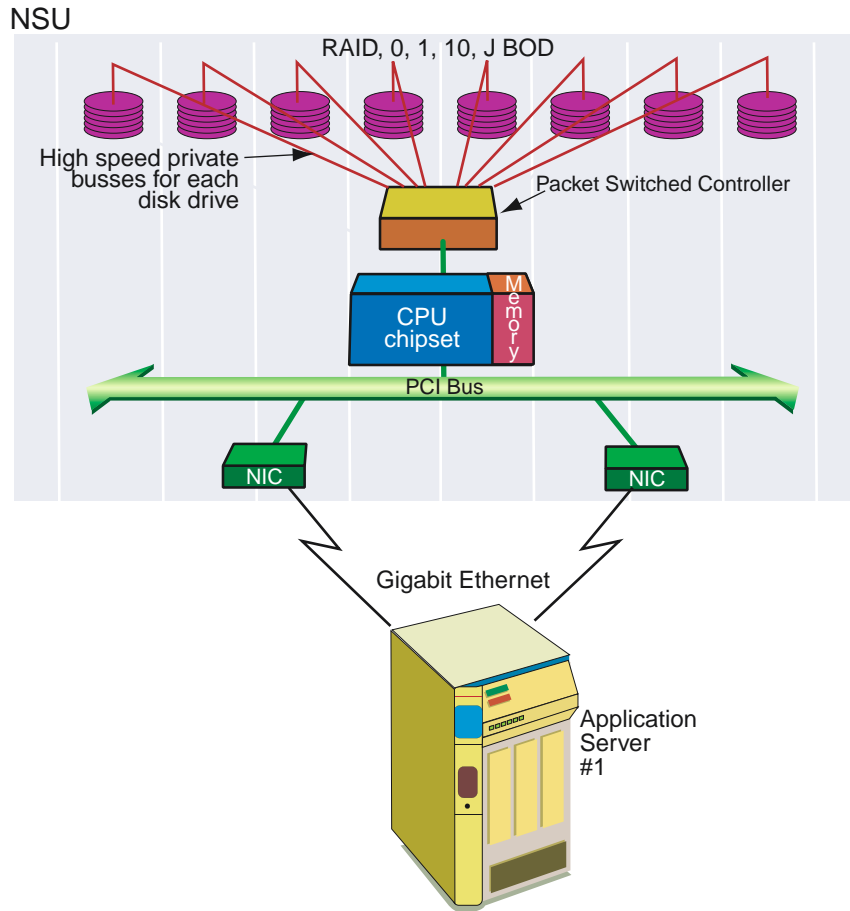 NSU
RAID, 0, 1, 10, J BOD
High speed private
busses for each
disk drive
Packet Switched Controller
CPU
chipset
Memory
PCI Bus
NIC
NIC
Gigabit Ethernet
Application
Server
#1